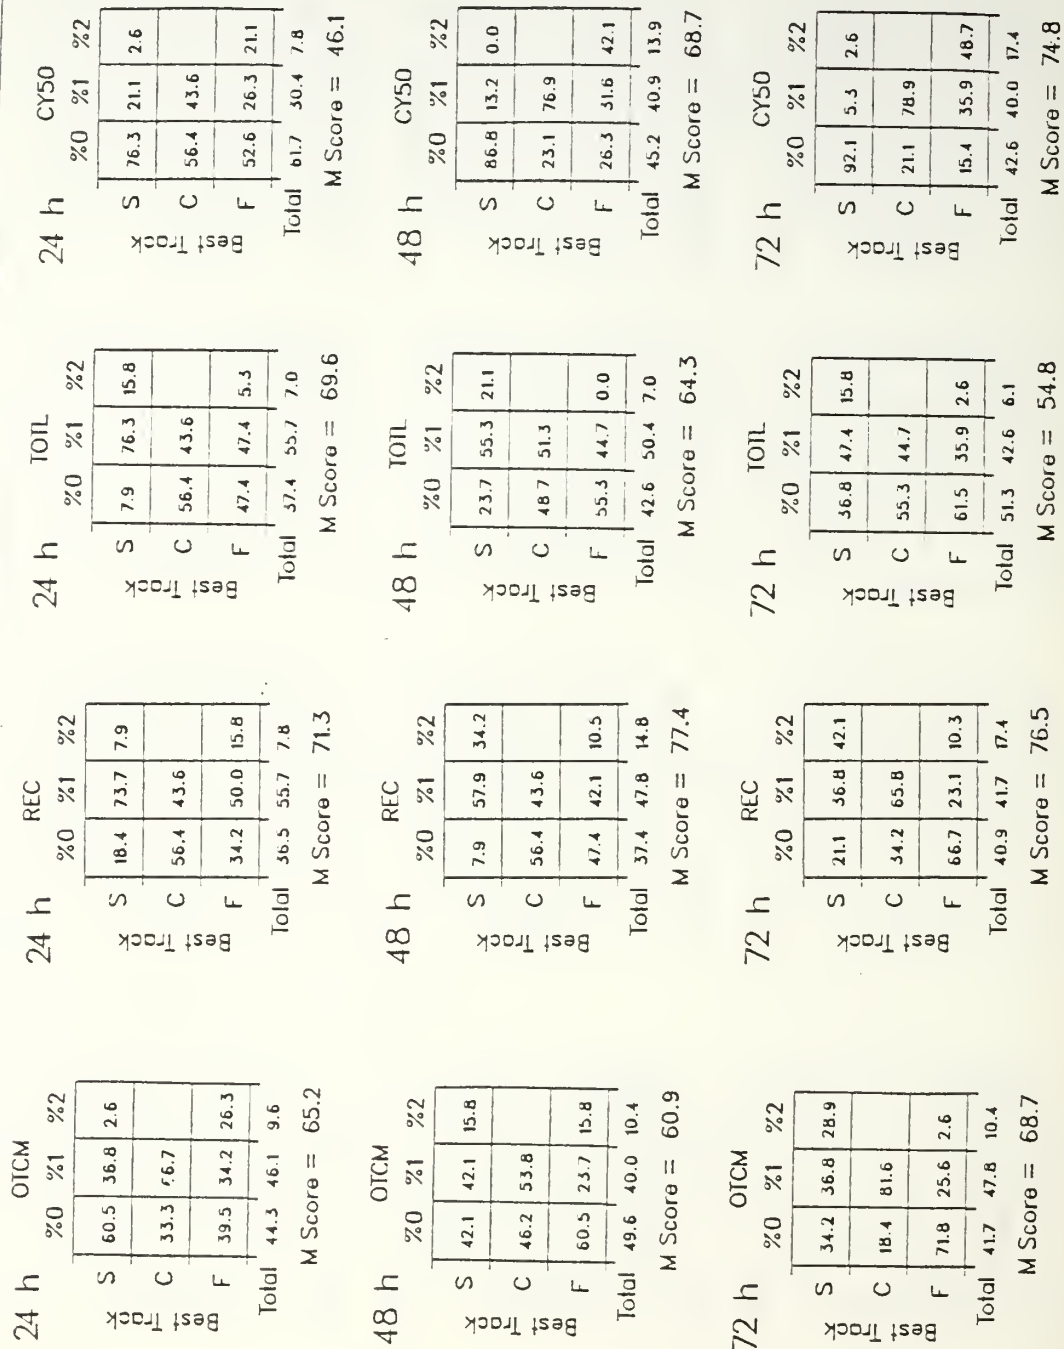 24 h
OTCM
%0 %1 %2
Best Track
S 60.5 36.8 2.6
C 33.3 66.7
F 39.5 34.2 26.3
Total 44.3 46.1 9.6
M Score = 65.2
24 h
REC
%0 %1 %2
Best Track
S 18.4 73.7 7.9
C 56.4 43.6
F 34.2 50.0 15.8
Total 36.5 55.7 7.8
M Score = 71.3
24 h
TOTL
%0 %1 %2
Best Track
S 7.9 76.3 15.8
C 56.4 43.6
F 47.4 47.4 5.3
Total 37.4 55.7 7.0
M Score = 69.6
24 h
CY50
%0 %1 %2
Best Track
S 76.3 21.1 2.6
C 56.4 43.6
F 52.6 26.3 21.1
Total 61.7 30.4 7.8
M Score = 46.1
48 h
OTCM
%0 %1 %2
Best Track
S 42.1 42.1 15.8
C 46.2 53.8
F 60.5 23.7 15.8
Total 49.6 40.0 10.4
M Score = 60.9
48 h
REC
%0 %1 %2
Best Track
S 7.9 57.9 34.2
C 56.4 43.6
F 47.4 42.1 10.5
Total 37.4 47.8 14.8
M Score = 77.4
48 h
TOTL
%0 %1 %2
Best Track
S 23.7 55.3 21.1
C 48.7 51.3
F 55.3 44.7 0.0
Total 42.6 50.4 7.0
M Score = 64.3
48 h
CY50
%0 %1 %2
Best Track
S 86.8 13.2 0.0
C 23.1 76.9
F 26.3 31.6 42.1
Total 45.2 40.9 13.9
M Score = 68.7
72 h
OTCM
%0 %1 %2
Best Track
S 34.2 36.8 28.9
C 18.4 81.6
F 71.8 25.6 2.6
Total 41.7 47.8 10.4
M Score = 68.7
72 h
REC
%0 %1 %2
Best Track
S 21.1 36.8 42.1
C 34.2 65.8
F 66.7 23.1 10.3
Total 40.9 41.7 17.4
M Score = 76.5
72 h
TOTL
%0 %1 %2
Best Track
S 36.8 47.4 15.8
C 55.3 44.7
F 61.5 35.9 2.6
Total 51.3 42.6 6.1
M Score = 54.8
72 h
CY50
%0 %1 %2
Best Track
S 92.1 5.3 2.6
C 21.1 78.9
F 15.4 35.9 48.7
Total 42.6 40.0 17.4
M Score = 74.8